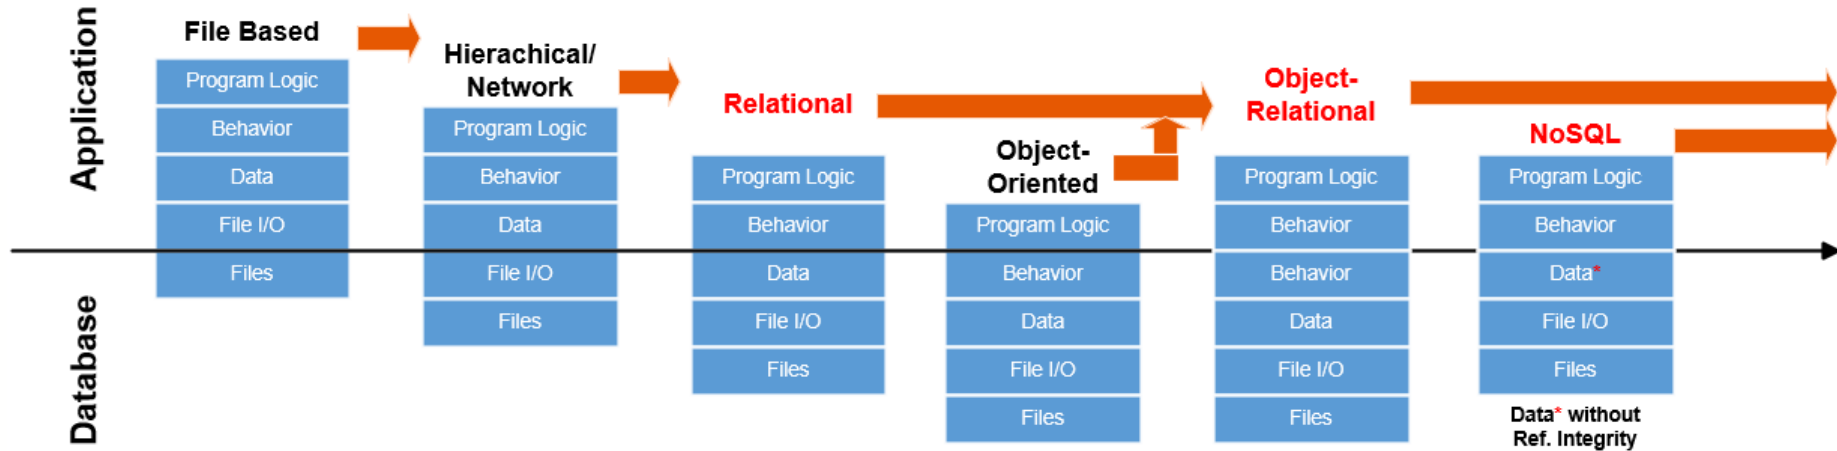 Application
Database
File Based
Program Logic
Behavior
Data
File I/O
Files
Hierachical/
Network
Program Logic
Behavior
Data
File I/O
Files
Relational
Program Logic
Behavior
Data
File I/O
Files
Object-
Oriented
Program Logic
Behavior
Data
File I/O
Files
Object-
Relational
Program Logic
Behavior
Behavior
Data
File I/O
Files
NoSQL
Program Logic
Behavior
Data*
File I/O
Files
Data* without
Ref. Integrity